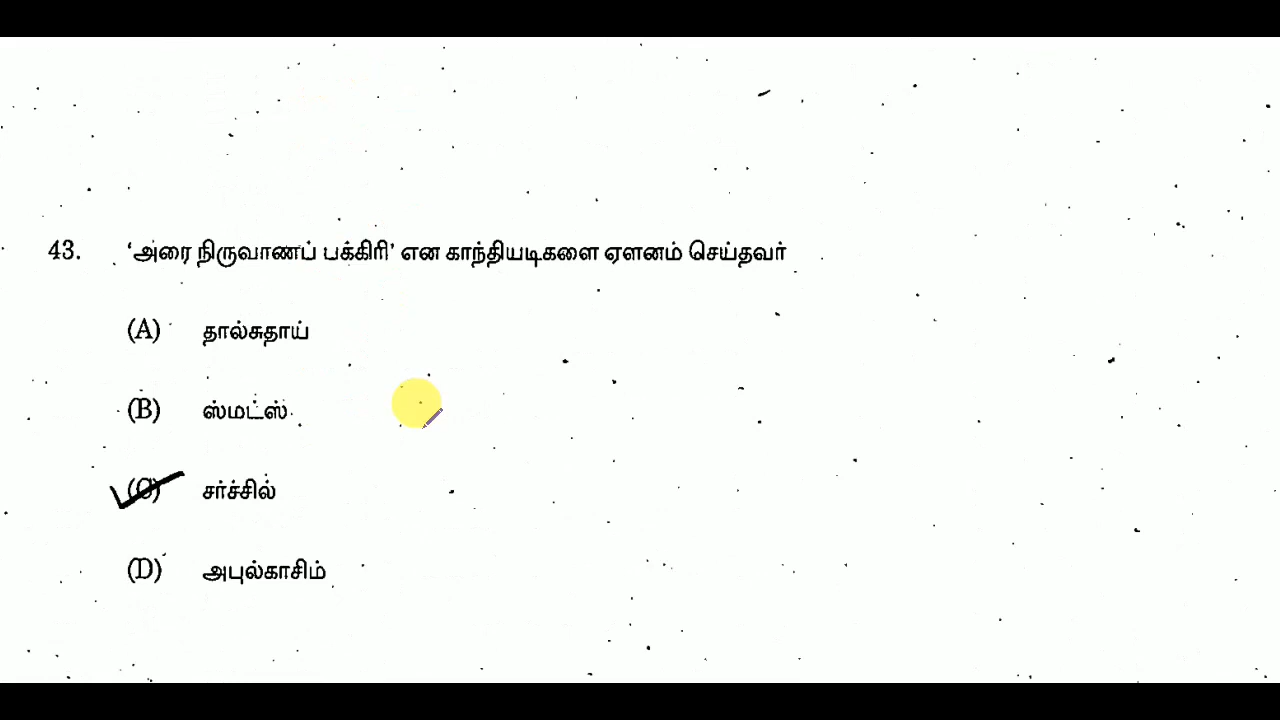 43. 'அரை நிருவாணப் பக்கிரி' என காந்தியடிகளை ஏளனம் செய்தவர்
(A) தால்சுதாய்
(B) ஸ்மட்ஸ்
(C) சர்ச்சில்
(D) அபுல்காசிம்